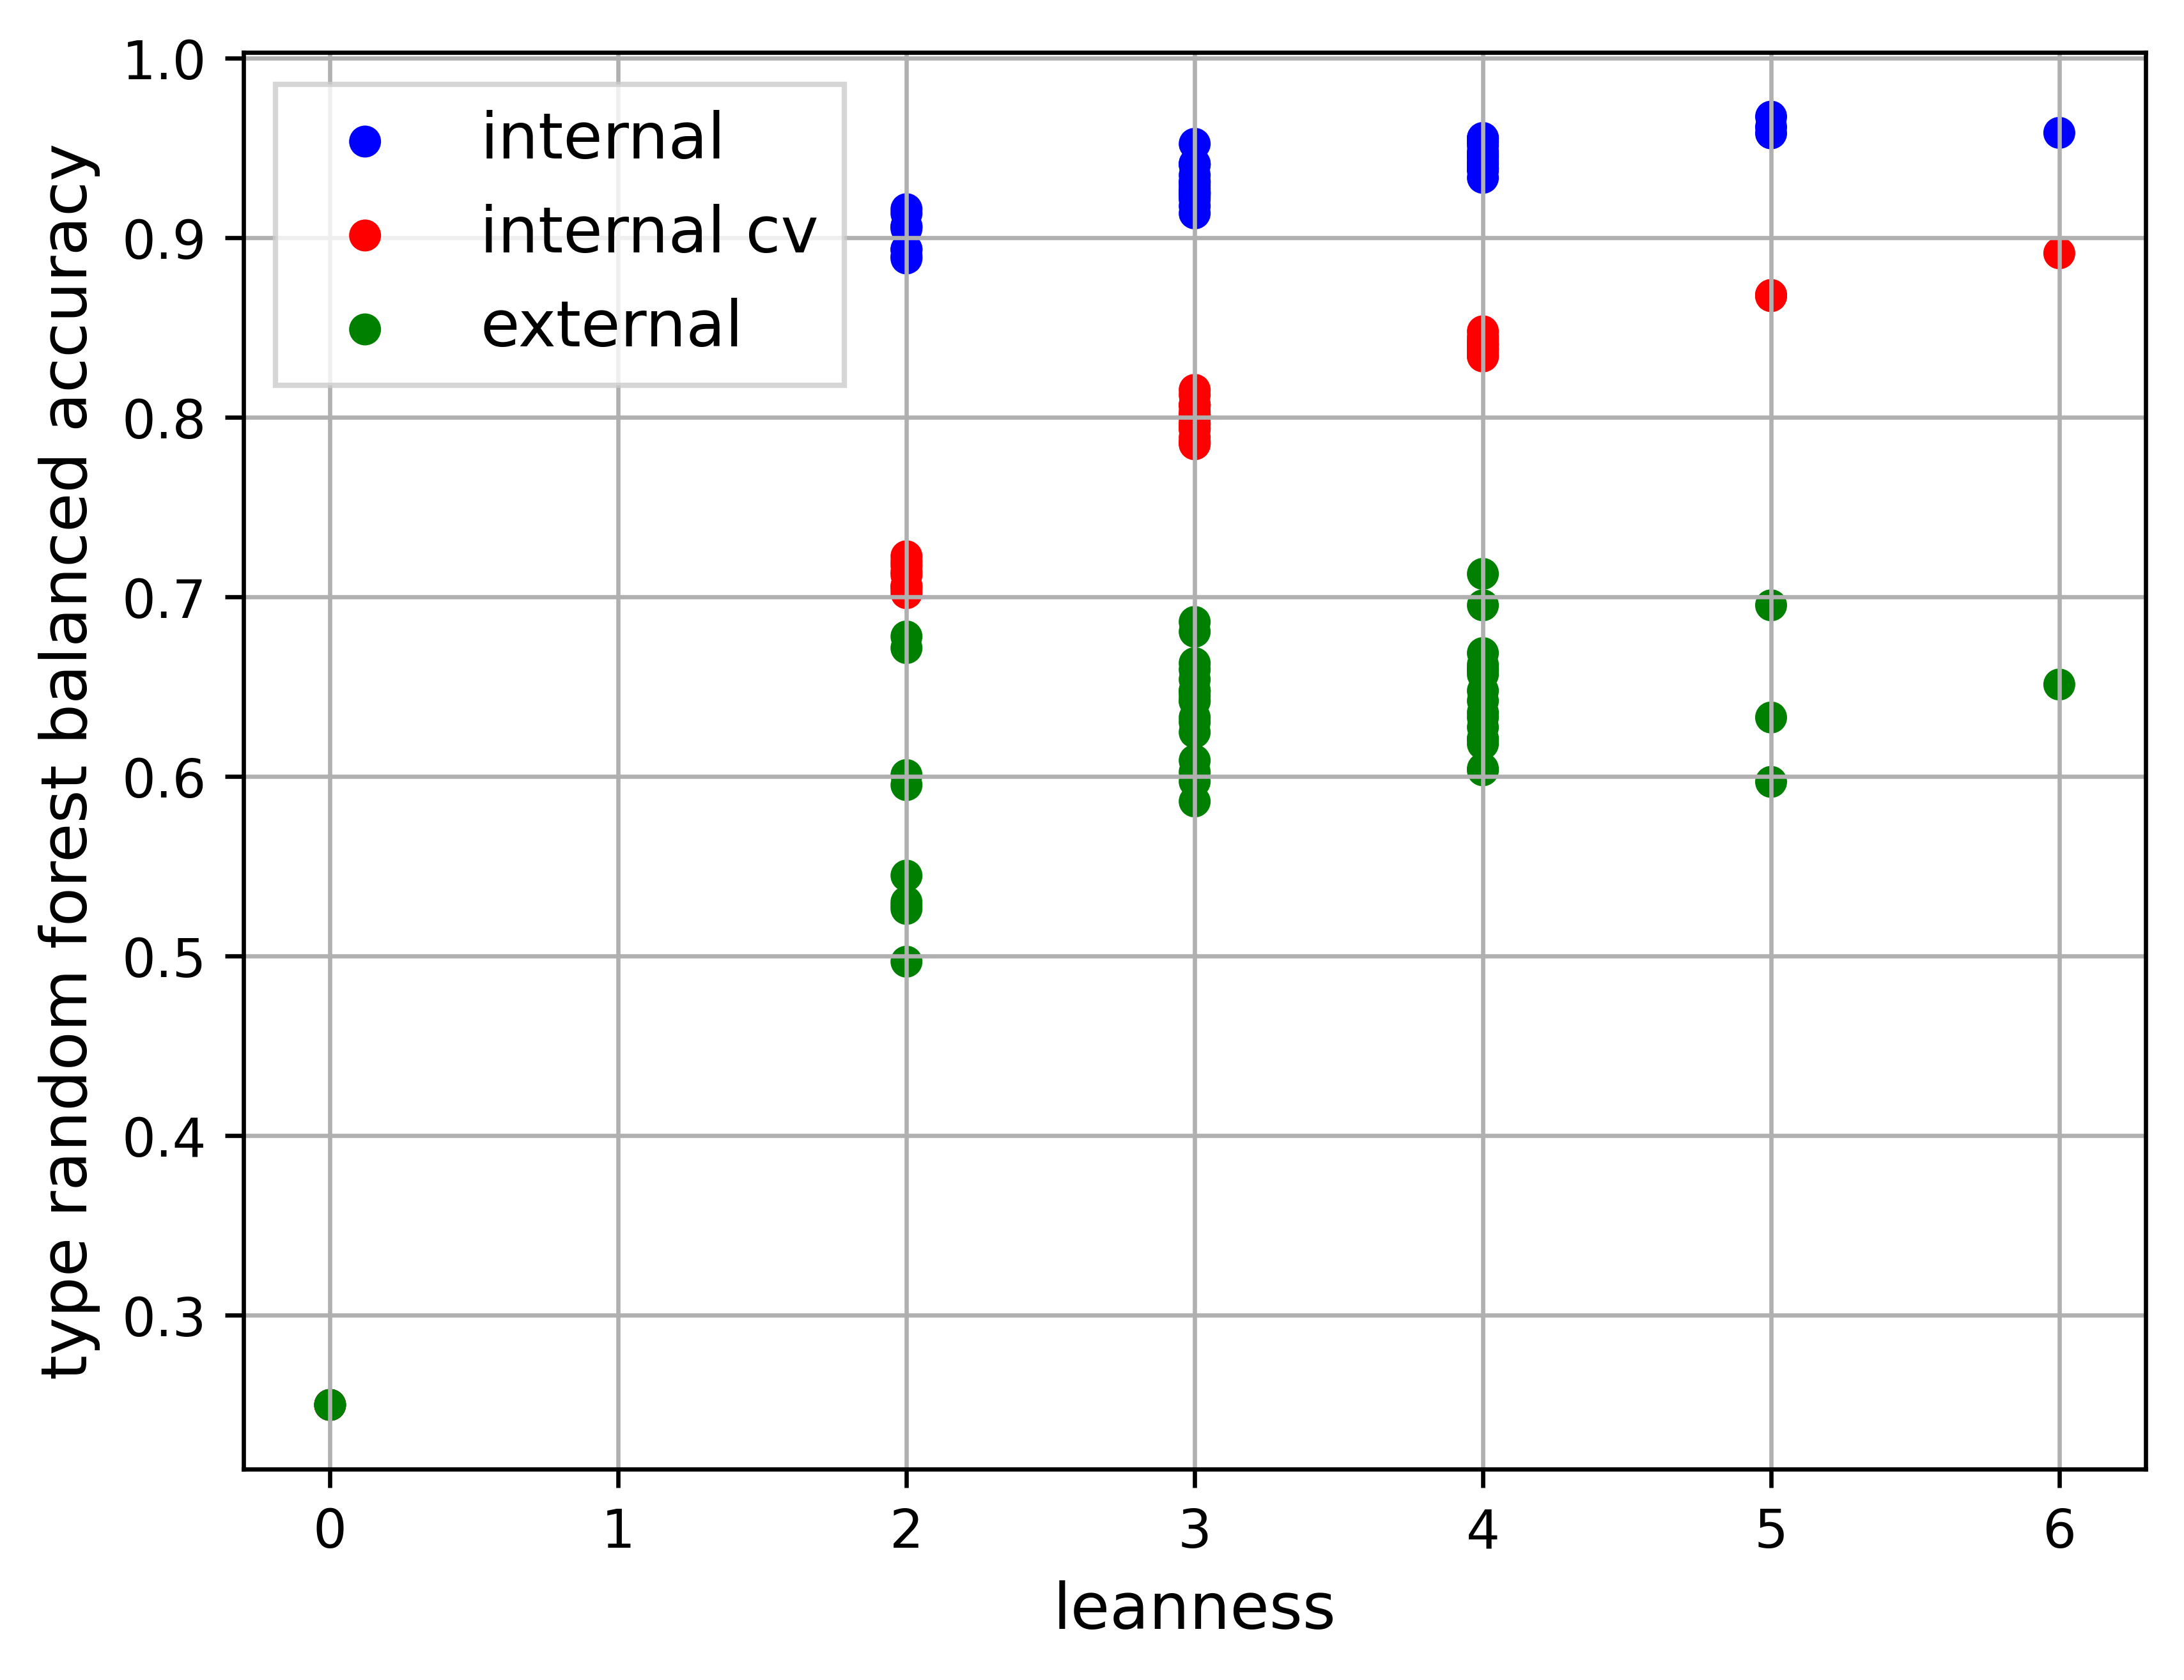 internal
internal cv
external
type random forest balanced accuracy
1.0
0.9
0.8
0.7
0.6
0.5
0.4
0.3
0 1 2 3 4 5 6
leanness